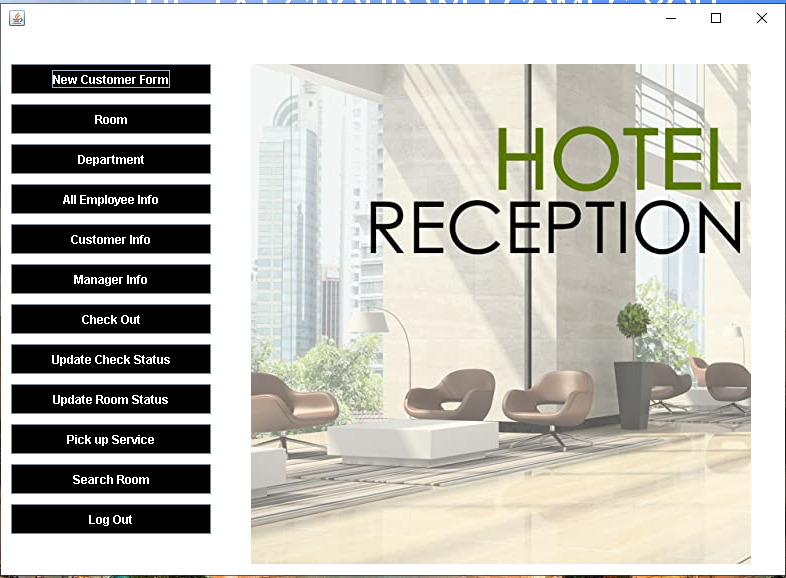 New Customer Form
Room
Department
All Employee Info
Customer Info
Manager Info
Check Out
Update Check Status
Update Room Status
Pick up Service
Search Room
Log Out
HOTEL
RECEPTION